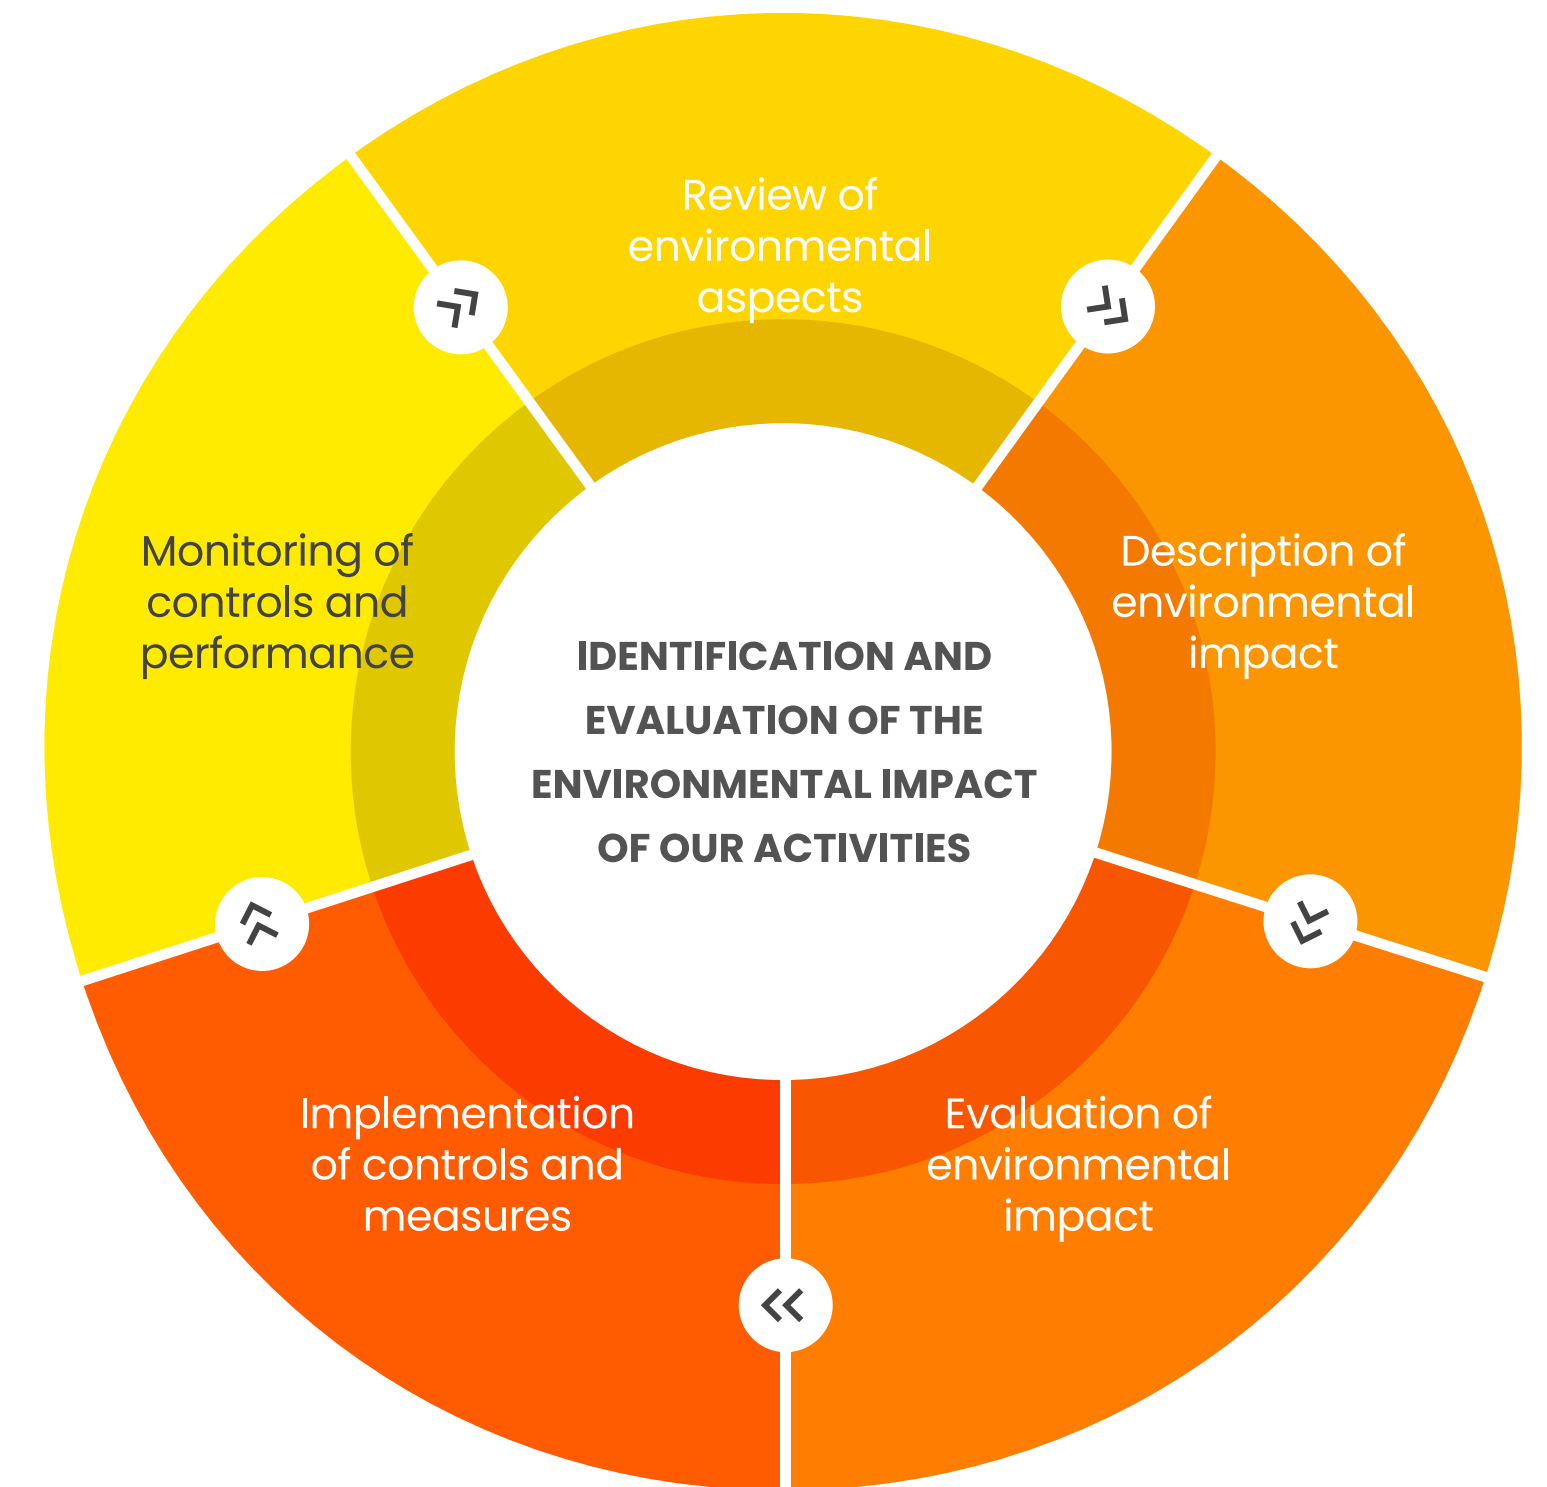 Review of
environmental
aspects
Description of
environmental
impact
Evaluation of
environmental
impact
Implementation
of controls and
measures
Monitoring of
controls and
performance
IDENTIFICATION AND
EVALUATION OF THE
ENVIRONMENTAL IMPACT
OF OUR ACTIVITIES